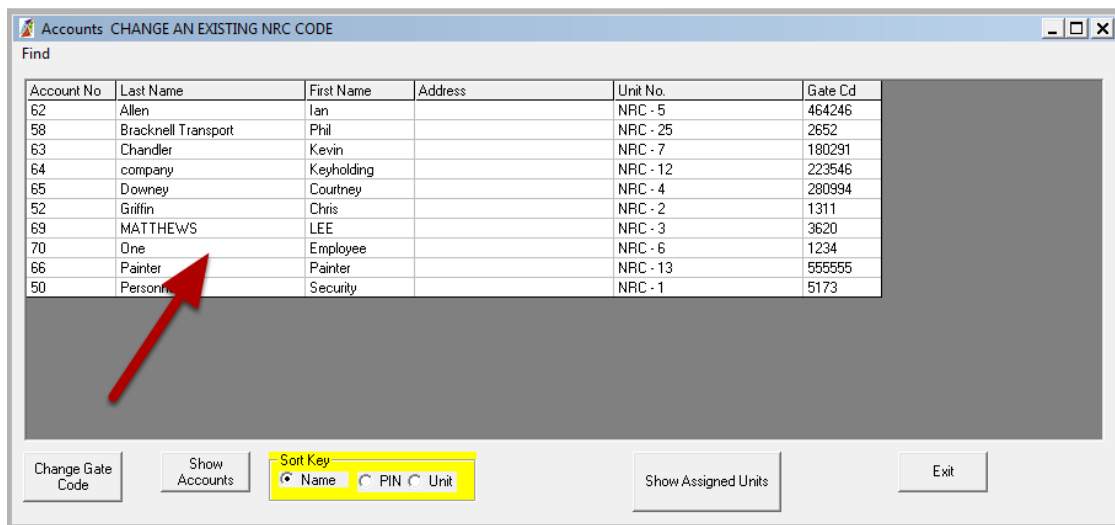 Accounts CHANGE AN EXISTING NRC CODE
Find
Account No Last Name First Name Address Unit No. Gate Cd
62 Allen Ian NRC - 5 464246
58 Bracknell Transport Phil NRC - 25 2652
63 Chandler Kevin NRC - 7 180291
64 company Keyholding NRC - 12 223546
65 Downey Courtney NRC - 4 280994
52 Griffin Chris NRC - 2 1311
69 MATTHEWS LEE NRC - 3 3620
70 One Employee NRC - 6 1234
66 Painter Painter NRC - 13 555555
50 Security NRC - 1 5173
Sort Key
Change Gate Code Show Accounts Name PIN Unit Show Assigned Units Exit